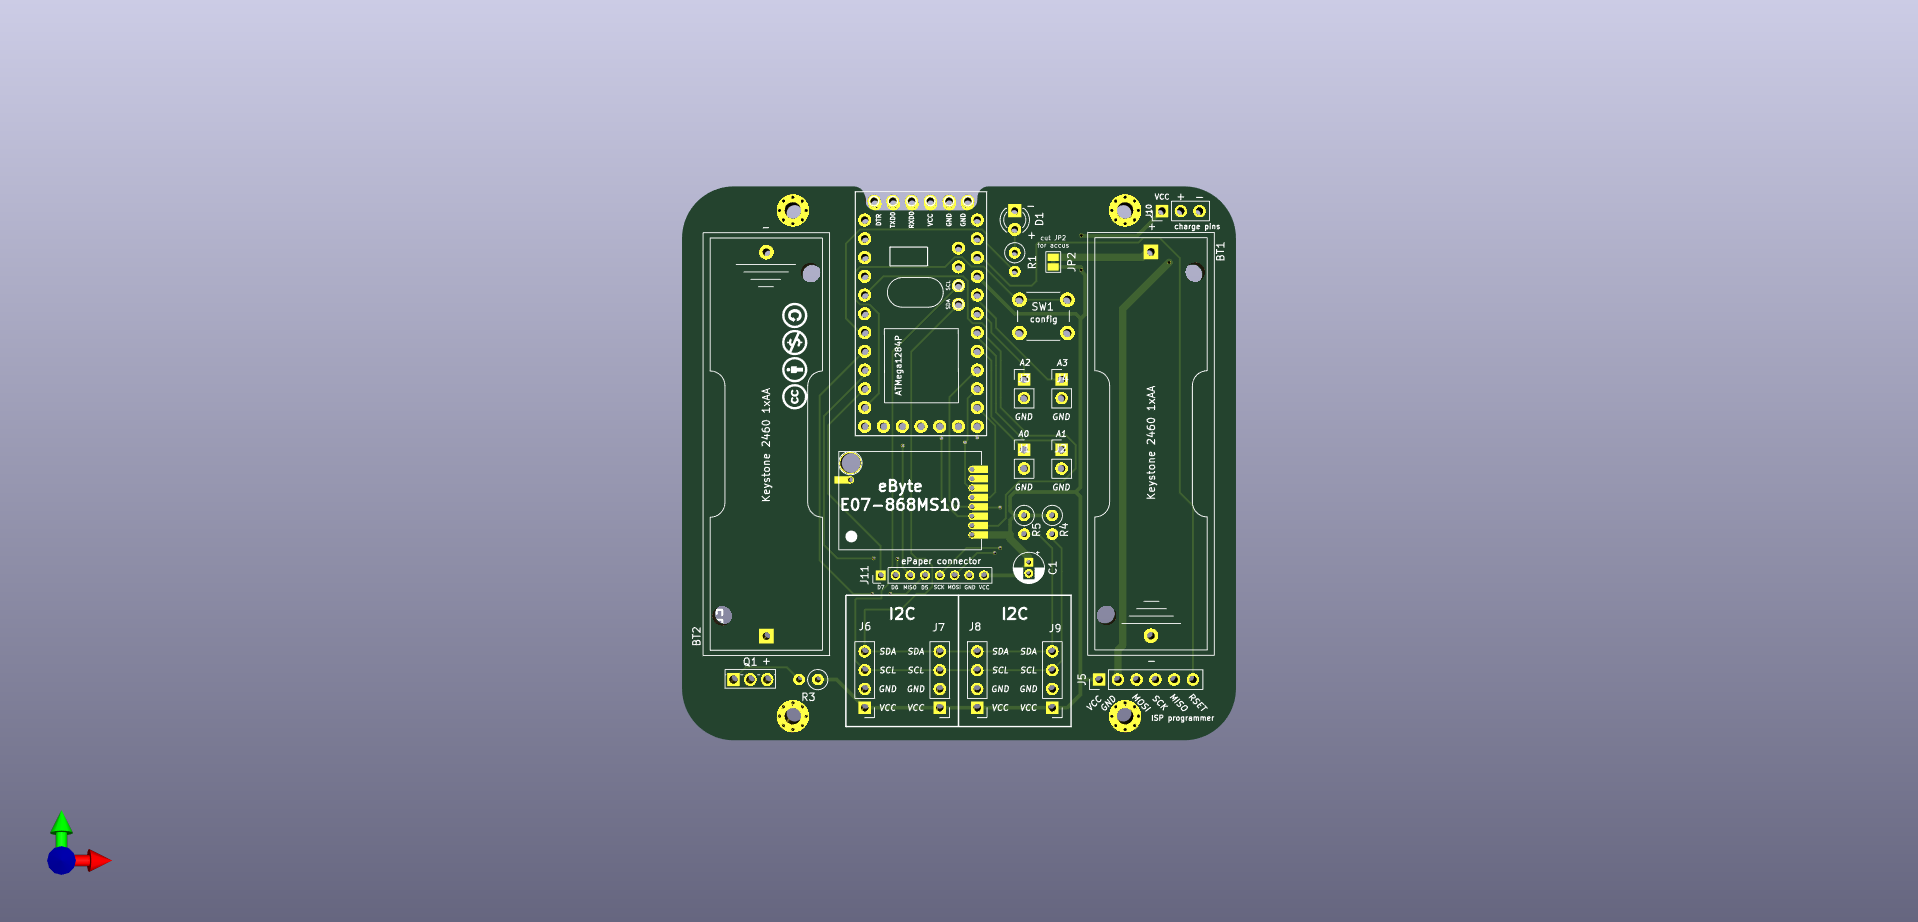 VCC + −
J10
+
charge pins
DTR
TXD0
RXD0
VCC
GND
GND
−
D1
+
cut JP2
for accus
R1
JP2
BT1
−
SCL
SDA
SW1
config
ATMega1284P
A2 A3
GND GND
A0 A1
GND GND
Keystone 2460 1xAA
Keystone 2460 1xAA
cc
eByte
E07-868MS10
R5
R4
+
C1
ePaper connector
J11
D7 D6 MISO D5 SCK MOSI GND VCC
I2C I2C
J6 J7 J8 J9
SDA SDA SDA SDA
SCL SCL SCL SCL
GND GND GND GND
VCC VCC VCC VCC
BT2
Q1 +
R3
−
J5
VCC
GND
MOSI
SCK
MISO
RSET
ISP programmer